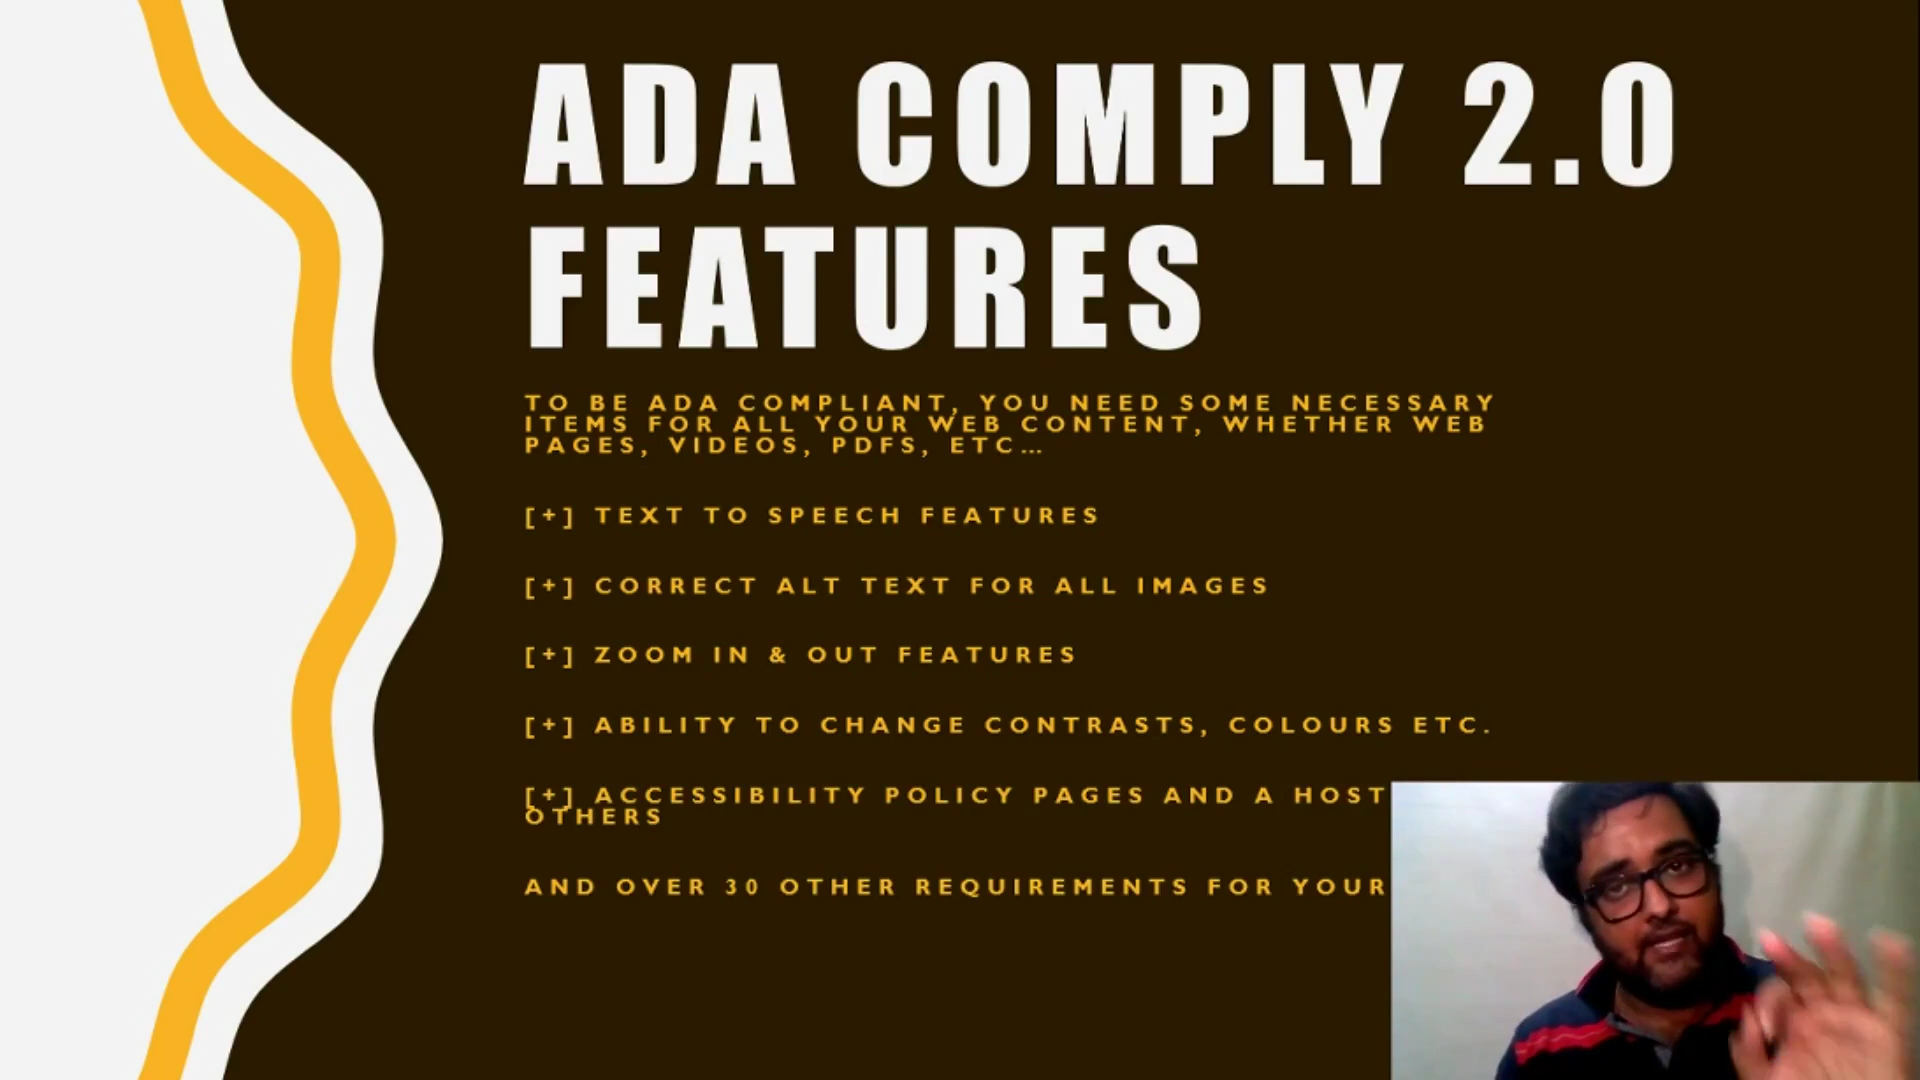 ADA COMPLY 2.0
FEATURES
TO BE ADA COMPLIANT, YOU NEED SOME NECESSARY
ITEMS FOR ALL YOUR WEB CONTENT, WHETHER WEB
PAGES, VIDEOS, PDFS, ETC...
[+] TEXT TO SPEECH FEATURES
[+] CORRECT ALT TEXT FOR ALL IMAGES
[+] ZOOM IN & OUT FEATURES
[+] ABILITY TO CHANGE CONTRASTS, COLOURS ETC.
[+] ACCESSIBILITY POLICY PAGES AND A HOST
OTHERS
AND OVER 30 OTHER REQUIREMENTS FOR YOUR